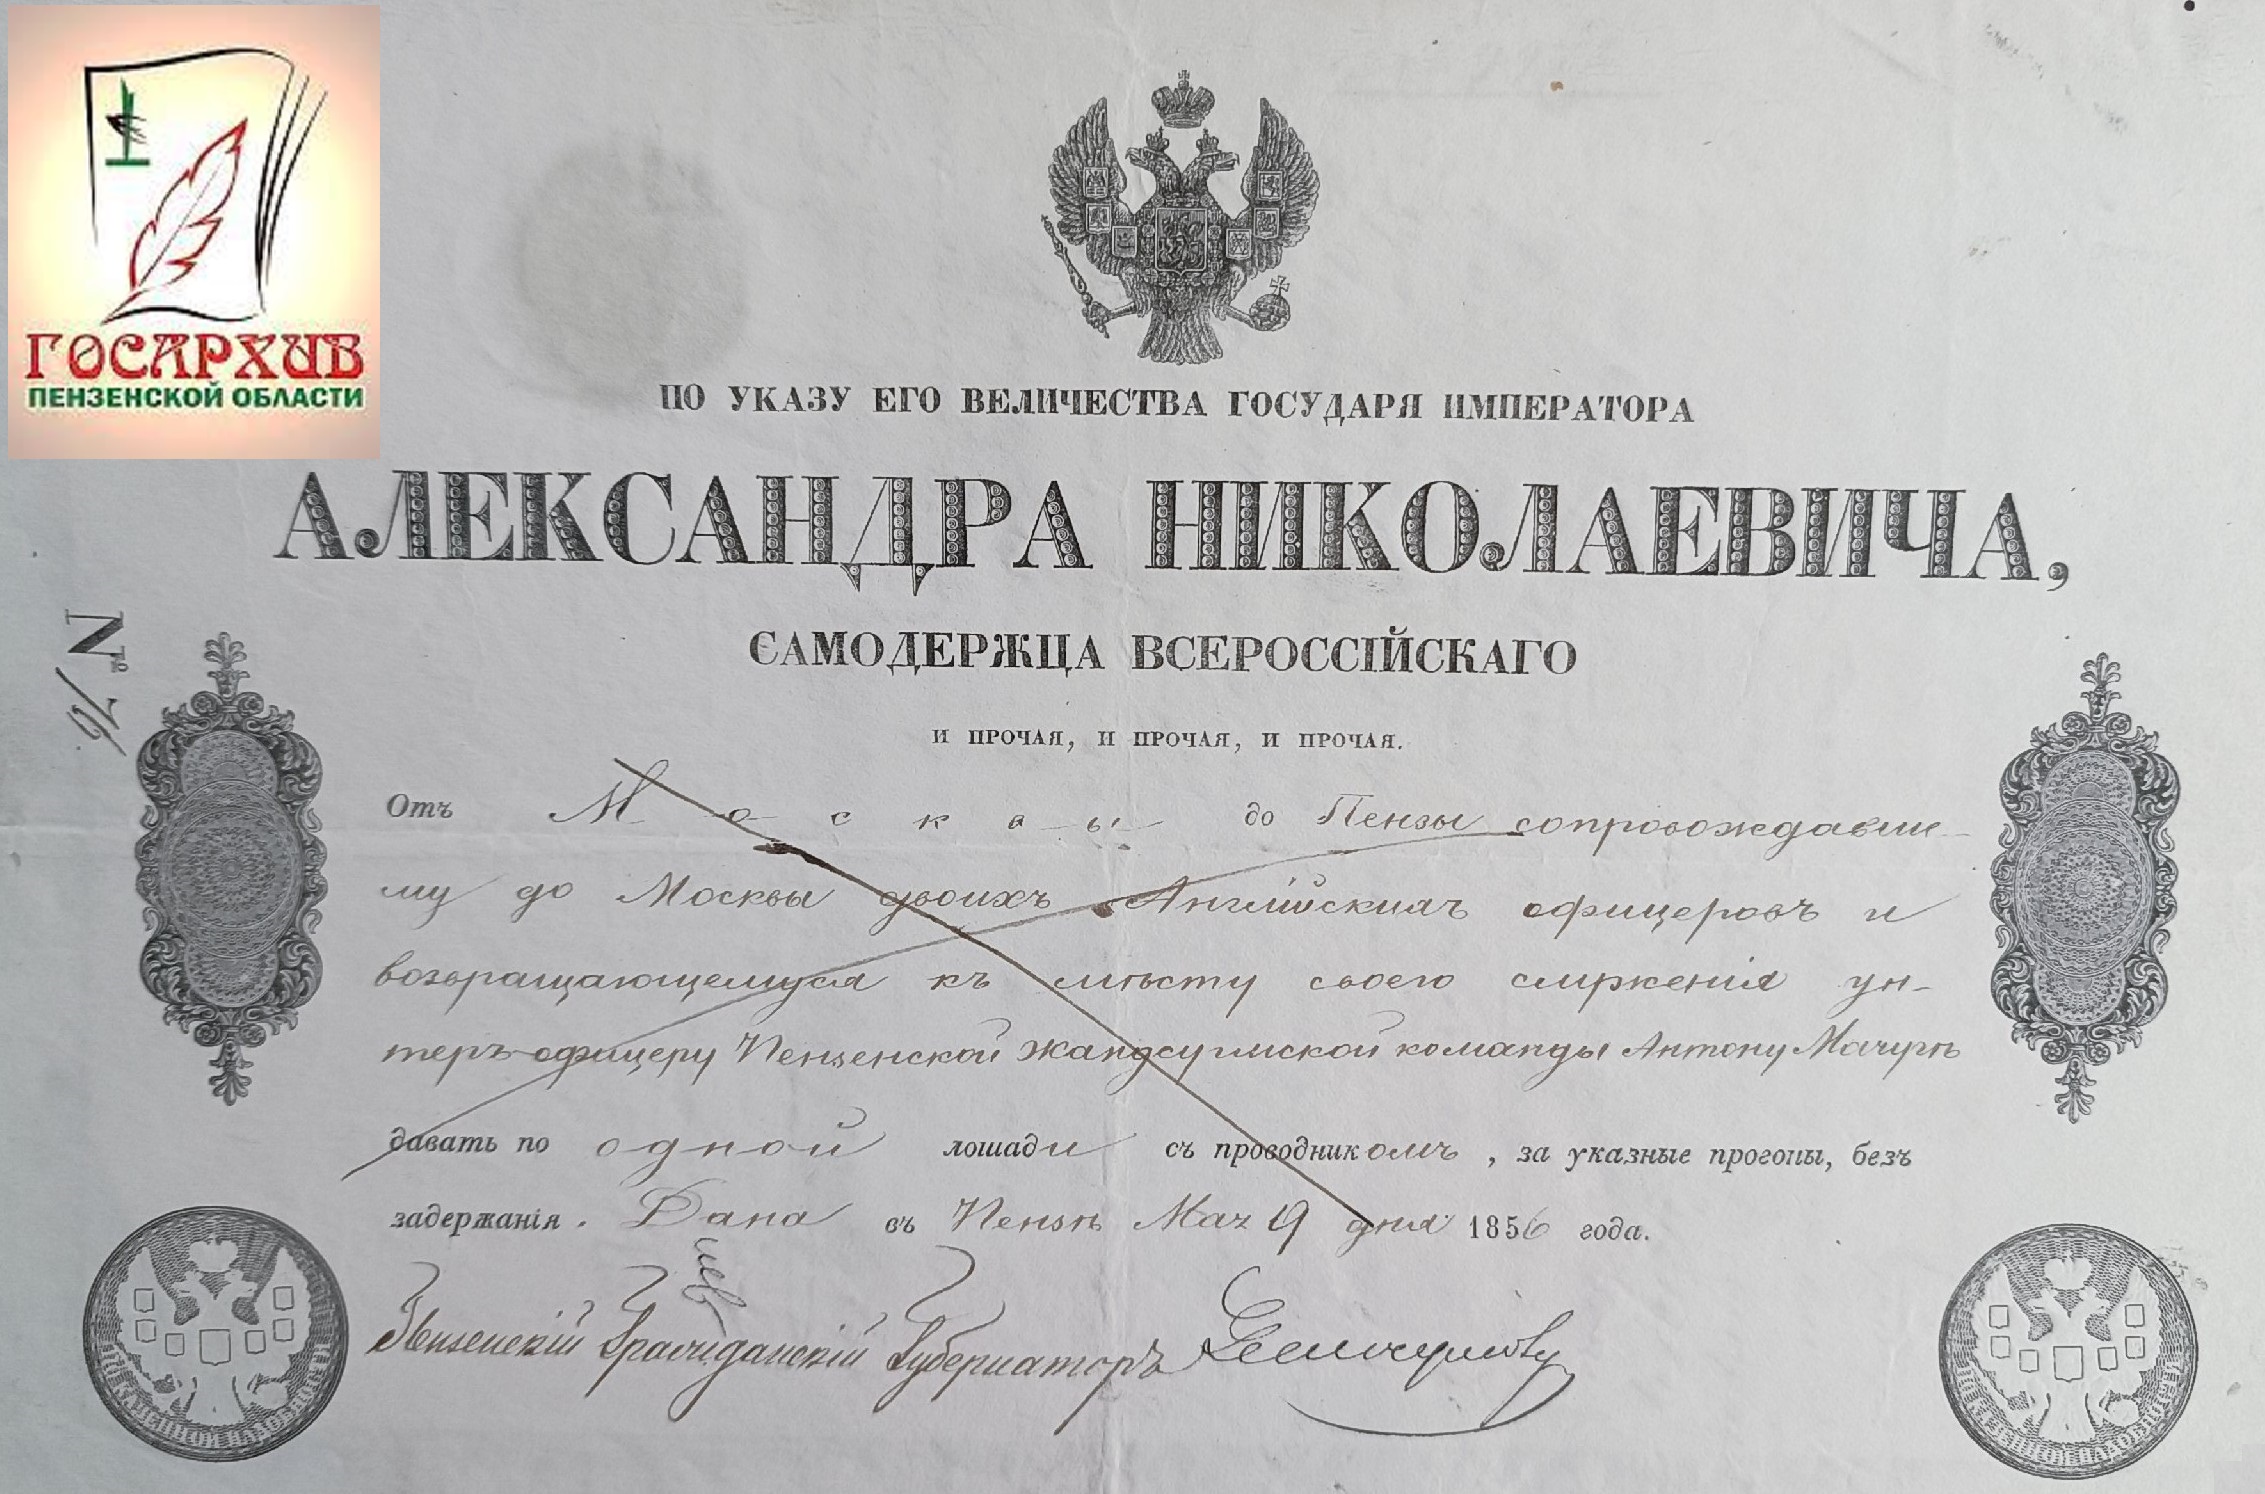 ГОСАРХИВ
ПЕНЗЕНСКОЙ ОБЛАСТИ
ПО УКАЗУ ЕГО ВЕЛИЧЕСТВА ГОСУДАРЯ ИМПЕРАТОРА
АЛЕКСАНДРА НИКОЛАЕВИЧА,
САМОДЕРЖЦА ВСЕРОССІЙСКАГО
И ПРОЧАЯ, И ПРОЧАЯ, И ПРОЧАЯ.
№
Отъ Москвы до Пензы сопровождавше-
му до Москвы двоихъ Англійскихъ офицеровъ и
возвращающемуся къ мѣсту своего служенія ун-
теръ-офицеру Пензенской жандармской команды Антону
давать по одной лошади съ проводникомъ, за указные прогоны, безъ
задержанія. Дана въ Пензѣ 9 дня 1856 года.
Пензенскій Гражданскій Губернаторъ
ПОДОРОЖНОЙ